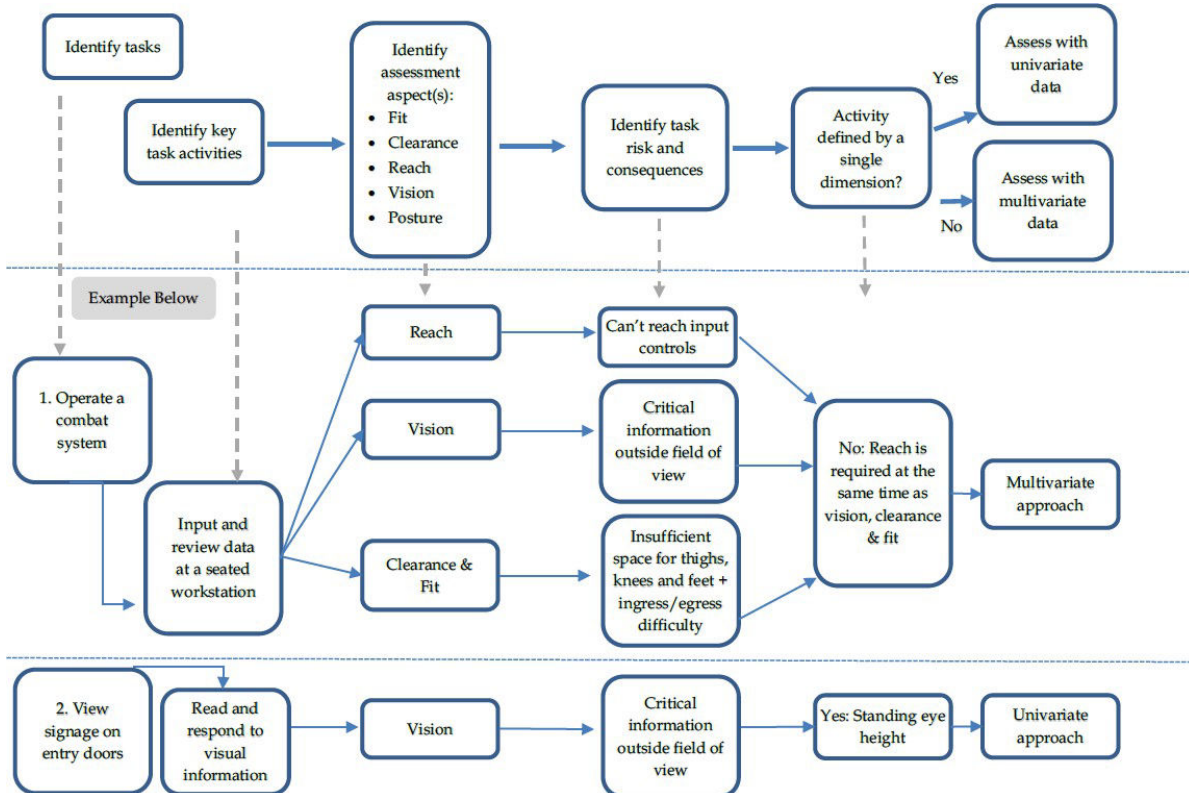 Identify tasks
Identify key
task activities
Identify
assessment
aspect(s):
• Fit
• Clearance
• Reach
• Vision
• Posture
Identify task
risk and
consequences
Activity
defined by a
single
dimension?
Yes
No
Assess with
univariate
data
Assess with
multivariate
data
Example Below
1. Operate a
combat
system
Input and
review data
at a seated
workstation
Reach
Vision
Clearance &
Fit
Can't reach input
controls
Critical
information
outside field of
view
Insufficient
space for thighs,
knees and feet +
ingress/egress
difficulty
No: Reach is
required at the
same time as
vision, clearance
& fit
Multivariate
approach
2. View
signage on
entry doors
Read and
respond to
visual
information
Vision
Critical
information
outside field of
view
Yes: Standing eye
height
Univariate
approach